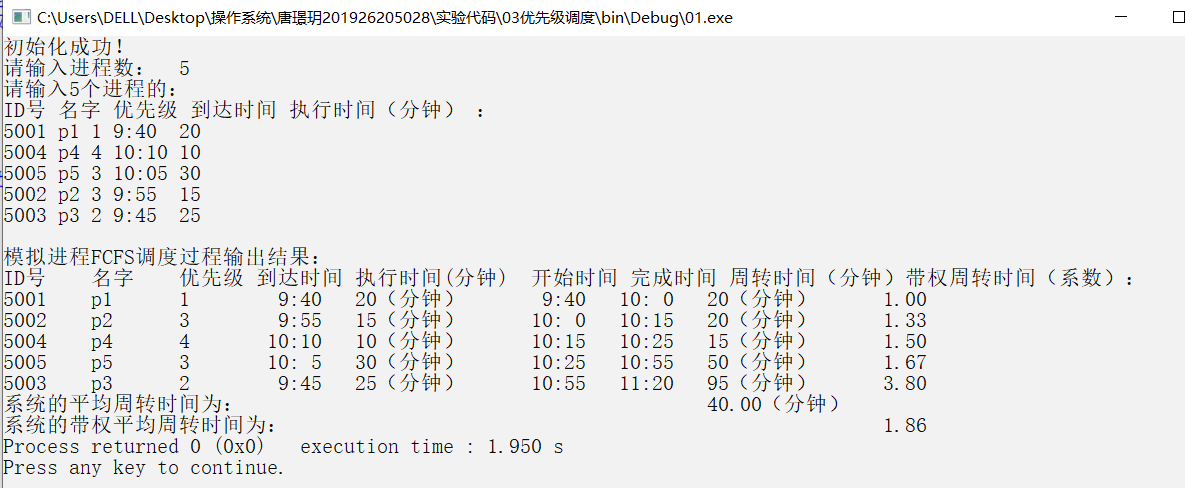 C:\Users\DELL\Desktop\操作系统\唐璟玥201926205028\实验代码\03优先级调度\bin\Debug\01.exe
初始化成功!
请输入进程数: 5
请输入5个进程的:
ID号 名字 优先级 到达时间 执行时间（分钟） :
5001 p1 1 9:40 20
5004 p4 4 10:10 10
5005 p5 3 10:05 30
5002 p2 3 9:55 15
5003 p3 2 9:45 25
模拟进程FCFS调度过程输出结果:
ID号 名字 优先级 到达时间 执行时间(分钟) 开始时间 完成时间 周转时间（分钟）带权周转时间（系数）:
5001 p1 1 9:40 20（分钟） 9:40 10: 0 20（分钟） 1.00
5002 p2 3 9:55 15（分钟） 10: 0 10:15 20（分钟） 1.33
5004 p4 4 10:10 10（分钟） 10:15 10:25 15（分钟） 1.50
5005 p5 3 10: 5 30（分钟） 10:25 10:55 50（分钟） 1.67
5003 p3 2 9:45 25（分钟） 10:55 11:20 95（分钟） 3.80
系统的平均周转时间为: 40.00（分钟）
系统的带权平均周转时间为: 1.86
Process returned 0 (0x0) execution time : 1.950 s
Press any key to continue.